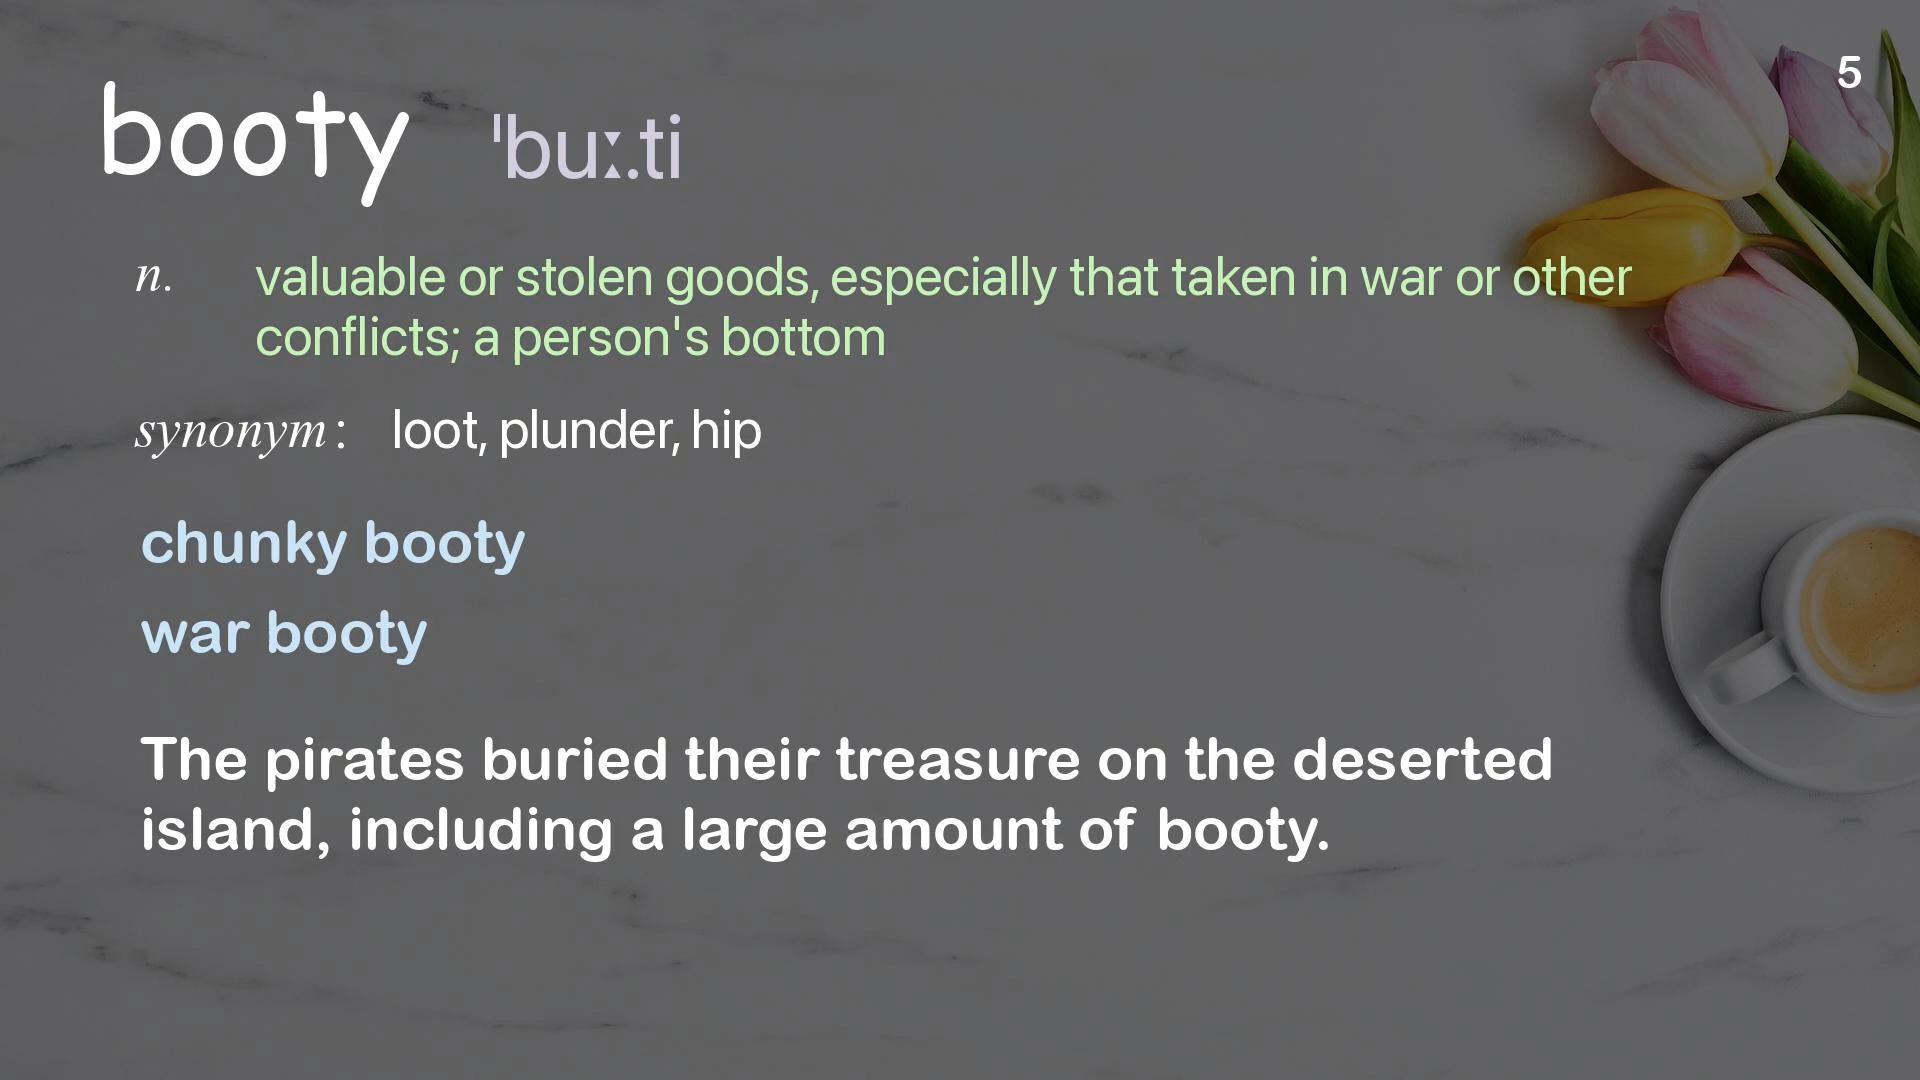 5
booty ˈbuː.ti
n. valuable or stolen goods, especially that taken in war or other
conflicts; a person's bottom
synonym: loot, plunder, hip
chunky booty
war booty
The pirates buried their treasure on the deserted
island, including a large amount of booty.